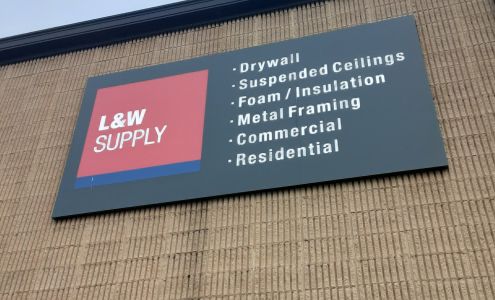 L&W
SUPPLY
· Drywall
· Suspended Ceilings
· Foam / Insulation
· Metal Framing
· Commercial
· Residential